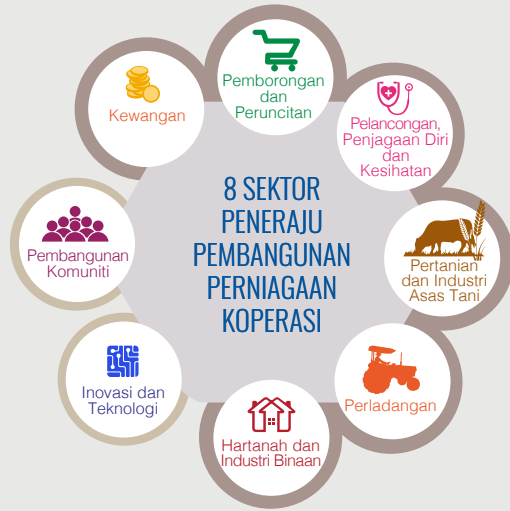 8 SEKTOR
PENERAJU
PEMBANGUNAN
PERNIAGAAN
KOPERASI
Pemborongan
dan
Peruncitan
Pelancongan,
Penjagaan Diri
dan
Kesihatan
Pertanian
dan Industri
Asas Tani
Perladangan
Hartanah dan
Industri Binaan
Inovasi dan
Teknologi
Pembangunan
Komuniti
Kewangan